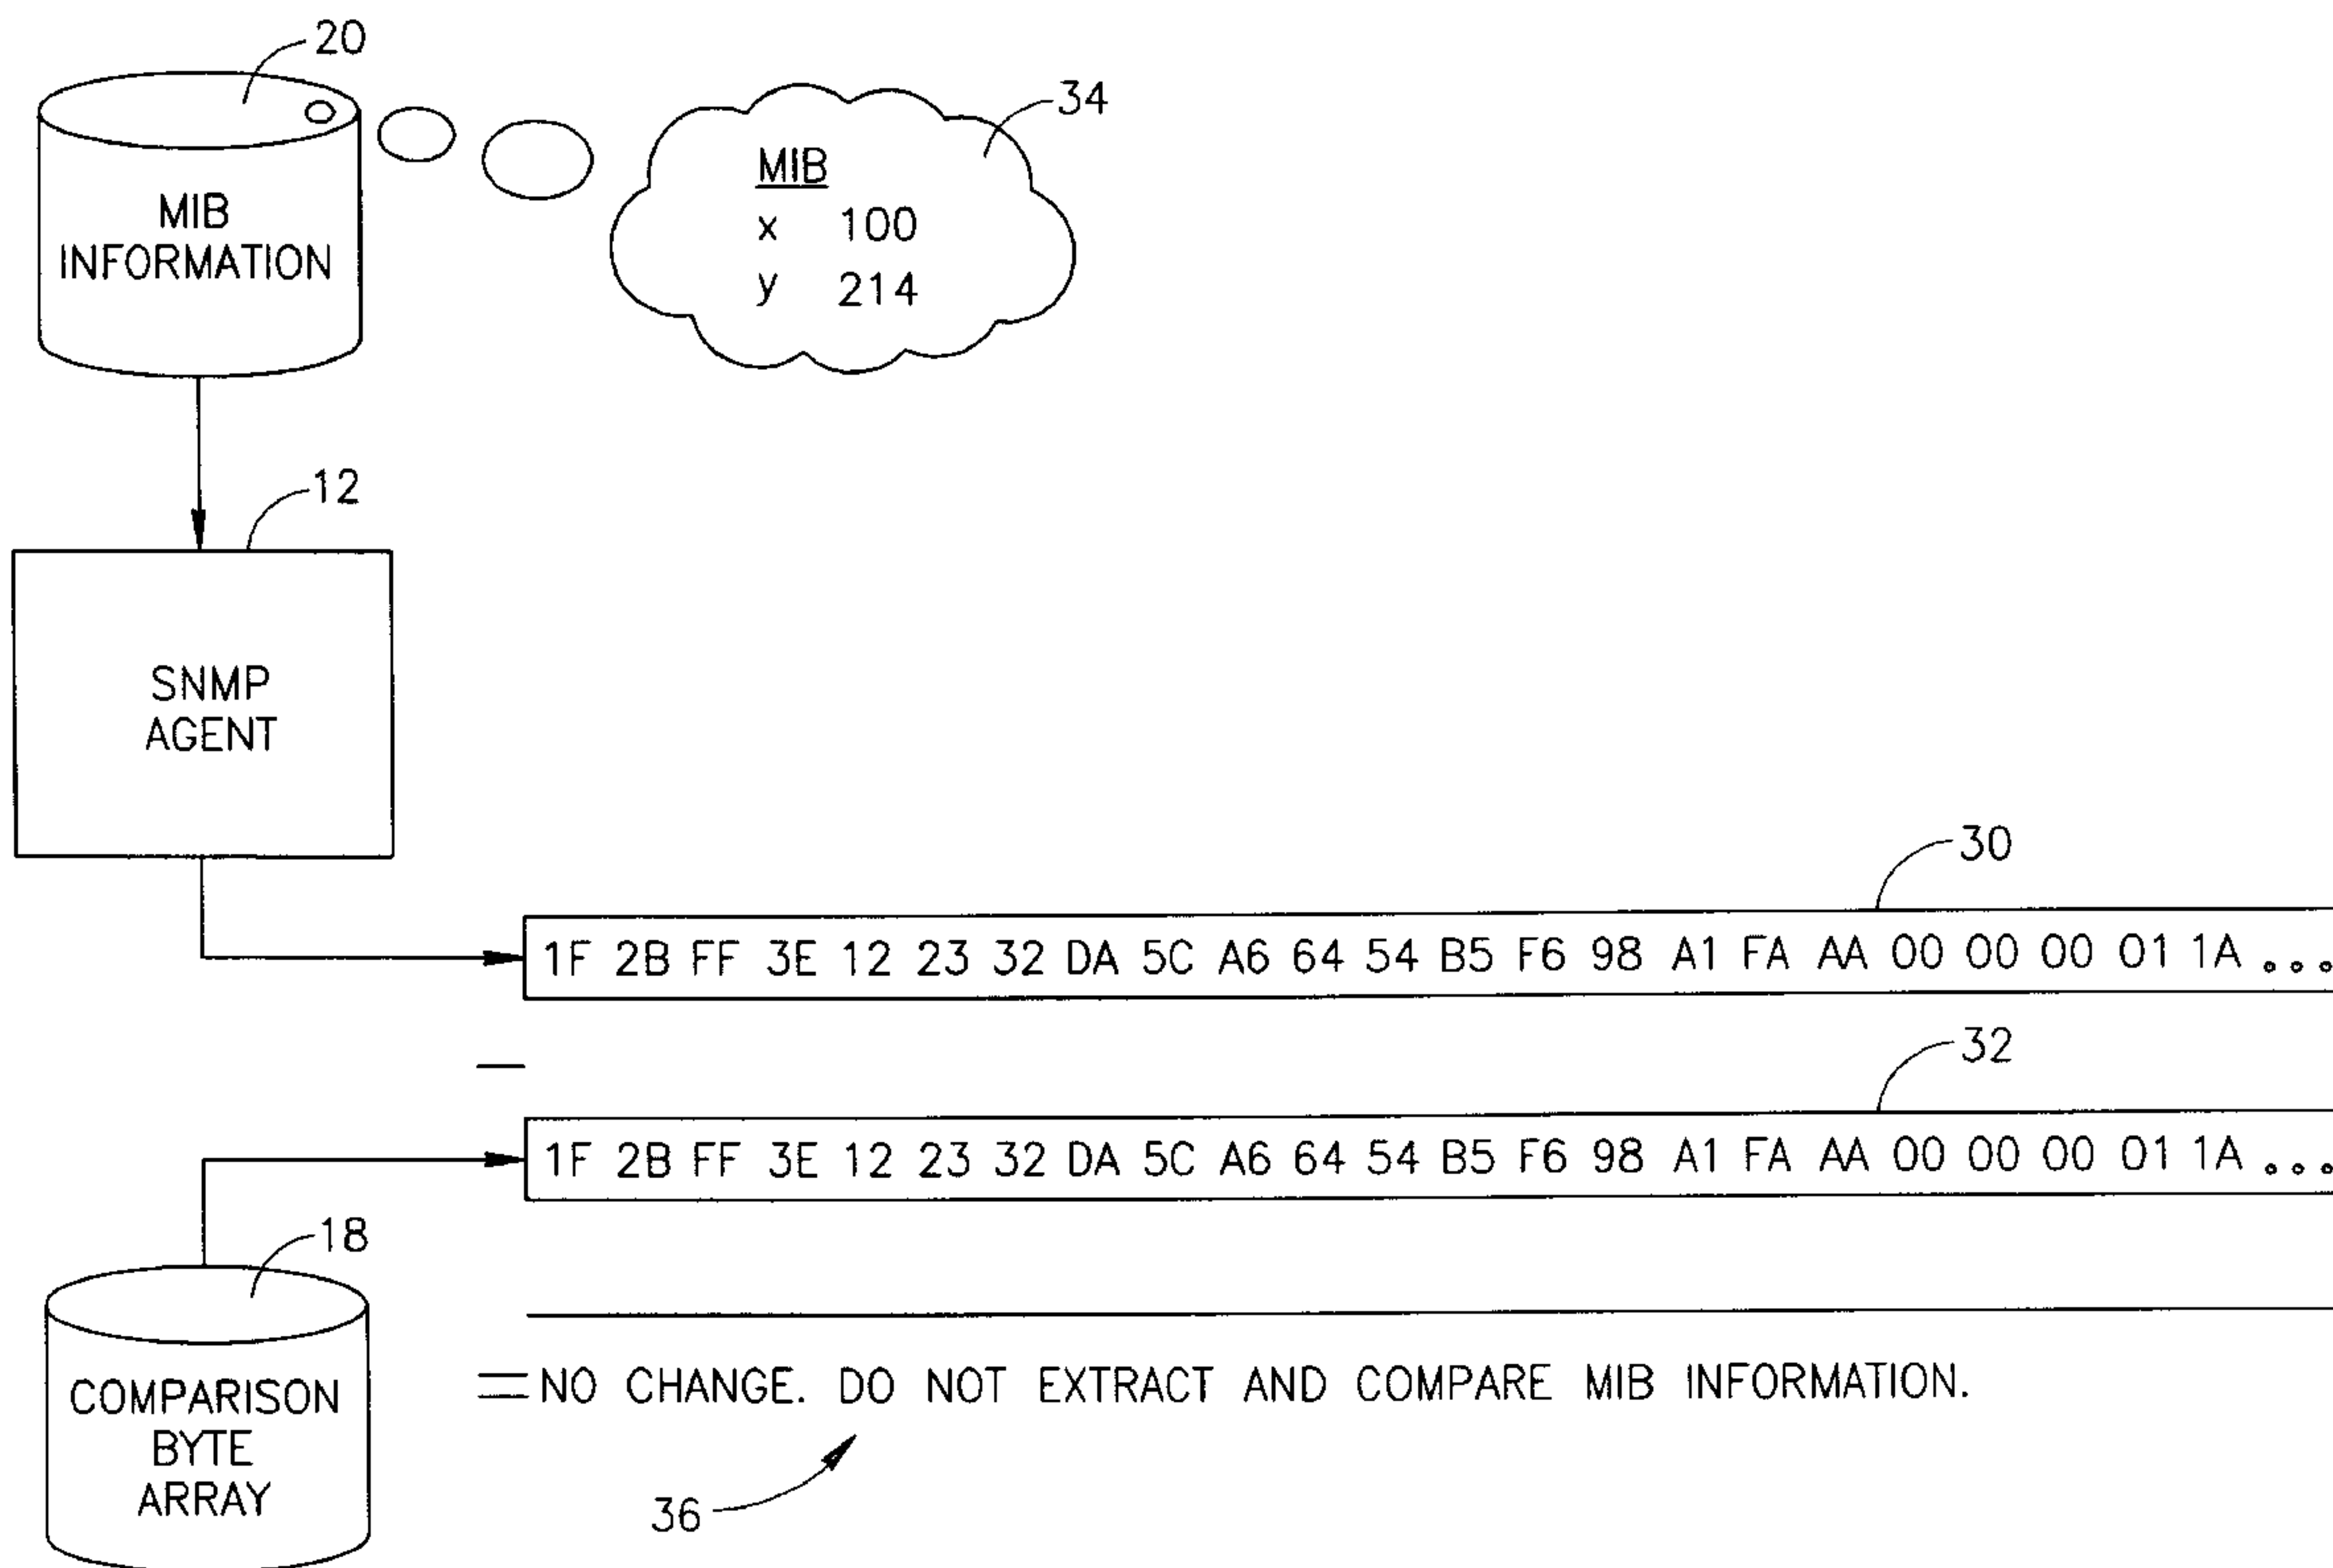 20
34
MIB
INFORMATION
MIB
x 100
y 214
12
SNMP
AGENT
30
1F 2B FF 3E 12 23 32 DA 5C A6 64 54 B5 F6 98 A1 FA AA 00 00 00 01 1A ...
32
–
1F 2B FF 3E 12 23 32 DA 5C A6 64 54 B5 F6 98 A1 FA AA 00 00 00 01 1A ...
18
COMPARISON
BYTE
ARRAY
= NO CHANGE. DO NOT EXTRACT AND COMPARE MIB INFORMATION.
36